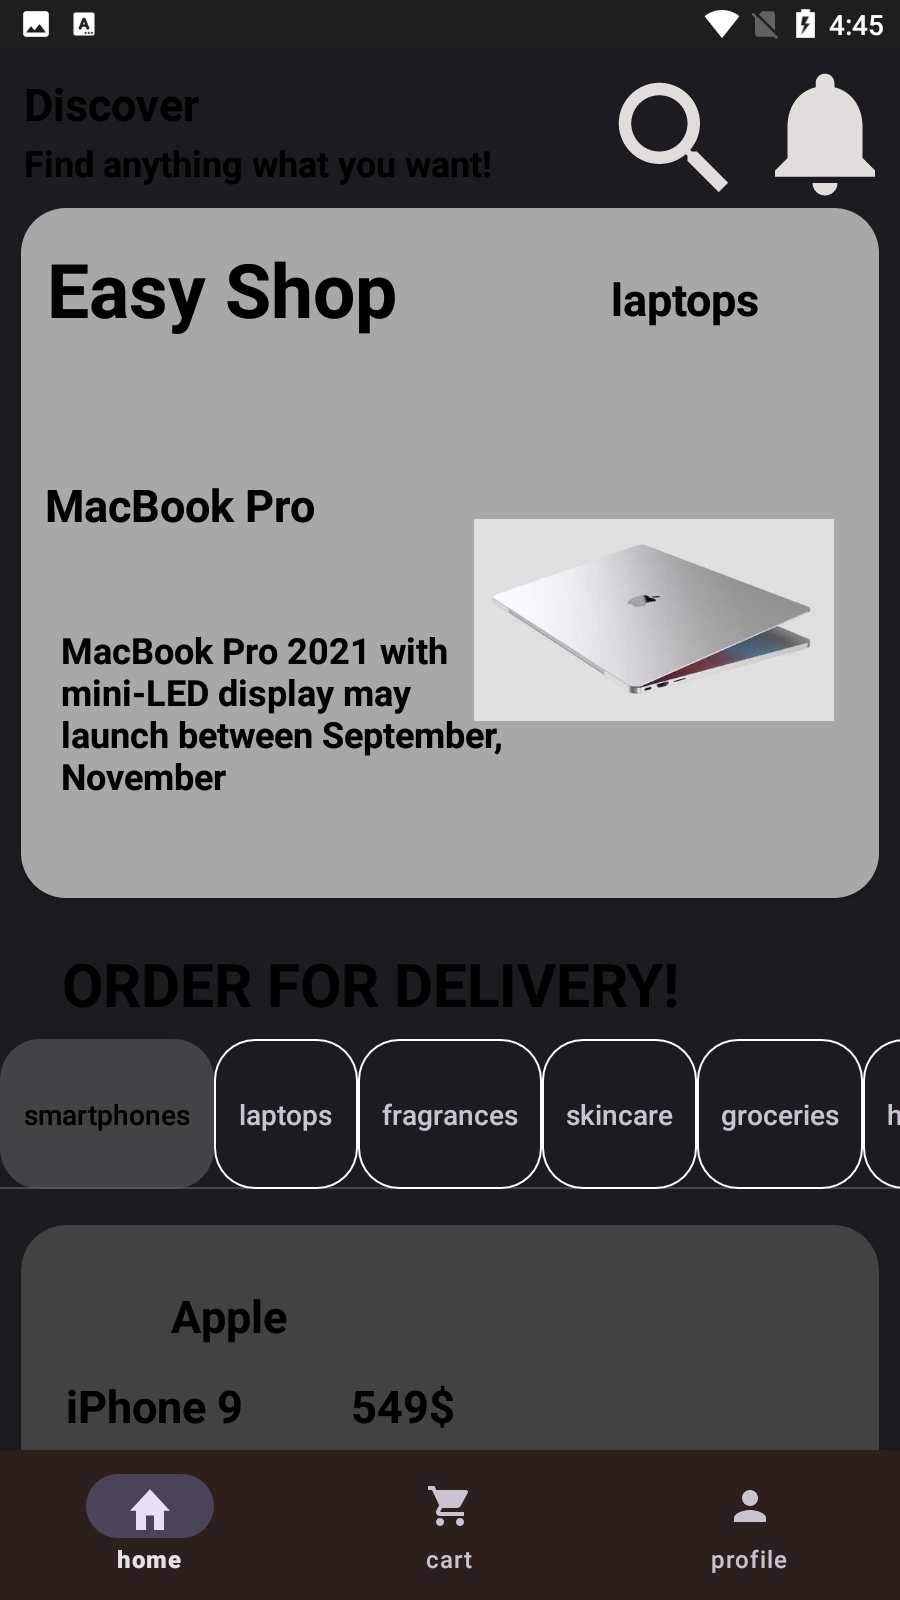 4:45
Discover
Find anything what you want!
Easy Shop
laptops
MacBook Pro
MacBook Pro 2021 with
mini-LED display may
launch between September,
November
ORDER FOR DELIVERY!
smartphones
laptops
fragrances
skincare
groceries
h
Apple
iPhone 9
549$
home
cart
profile